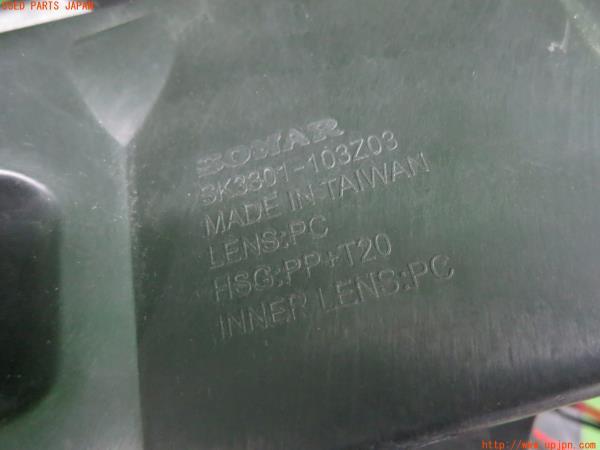 USED PARTS JAPAN
SONAR
SK3301-103Z03
MADE IN TAIWAN
LENS:PC
HSG:PP+T20
INNER LENS:PC
www.upjpn.com